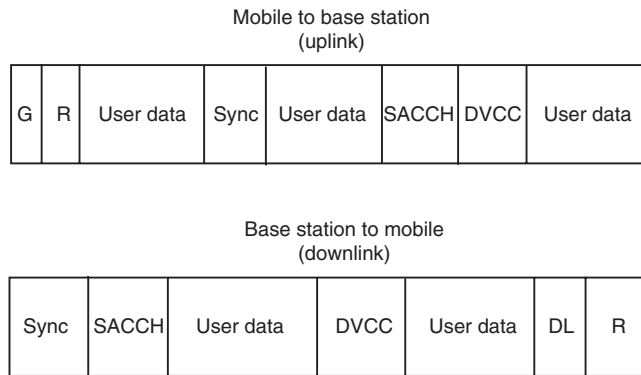 Mobile to base station
(uplink)
G R User data Sync User data SACCH DVCC User data
Base station to mobile
(downlink)
Sync SACCH User data DVCC User data DL R